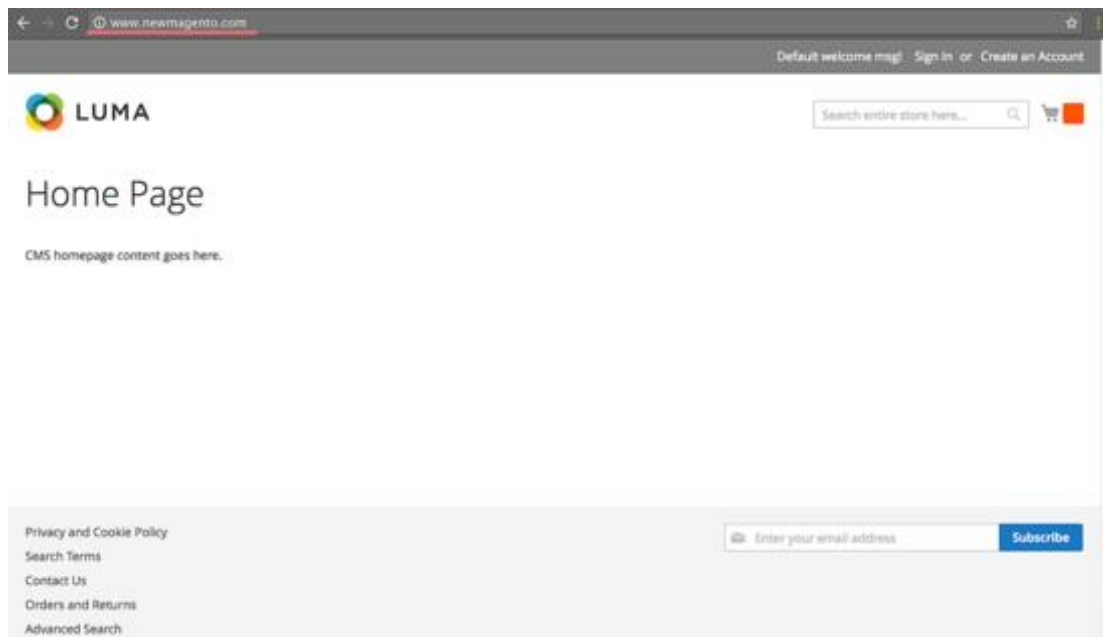 www.newmagento.com
Default welcome msg! Sign In or Create an Account
LUMA
Search entire store here...
Home Page
CMS homepage content goes here.
Privacy and Cookie Policy
Enter your email address
Subscribe
Search Terms
Contact Us
Orders and Returns
Advanced Search